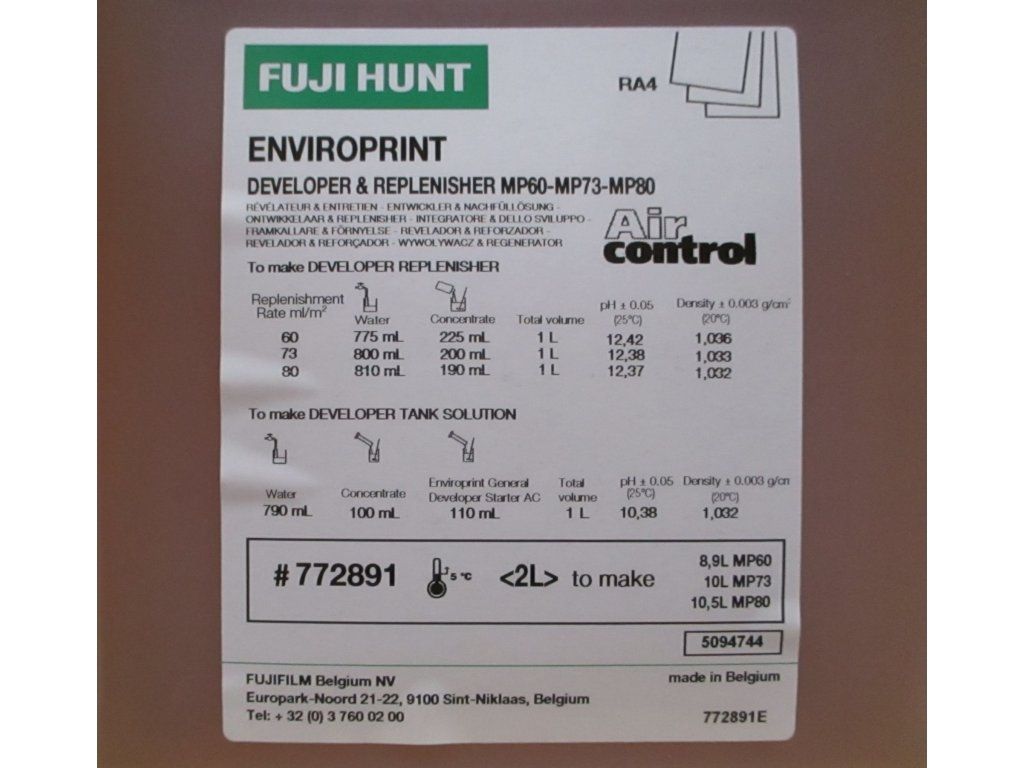 FUJI HUNT
RA4
ENVIROPRINT
DEVELOPER & REPLENISHER MP60-MP73-MP80
RÉVÉLATEUR & ENTRETIEN - ENTWICKLER & NACHFÜLLÖSUNG -
ONTWIKKELAAR & REPLENISHER - INTEGRATORE & DELLO SVILUPPO -
FRAMKALLARE & FÖRNYELSE - REVELADOR & REFORZADOR -
REVELADOR & REFORÇADOR - WYWOLYWACZ & REGENERATOR
Air control
To make DEVELOPER REPLENISHER
Replenishment Rate ml/m² Water Concentrate Total volume pH ± 0.05 (25°C) Density ± 0.003 g/cm³ (20°C)
60 775 mL 225 mL 1 L 12,42 1,036
73 800 mL 200 mL 1 L 12,38 1,033
80 810 mL 190 mL 1 L 12,37 1,032
To make DEVELOPER TANK SOLUTION
Water Concentrate Enviroprint General Developer Starter AC Total volume pH ± 0.05 (25°C) Density ± 0.003 g/cm (20°C)
790 mL 100 mL 110 mL 1 L 10,38 1,032
# 772891 5 °C <2L> to make
8,9L MP60
10L MP73
10,5L MP80
5094744
FUJIFILM Belgium NV made in Belgium
Europark-Noord 21-22, 9100 Sint-Niklaas, Belgium
Tel: + 32 (0) 3 760 02 00 772891E